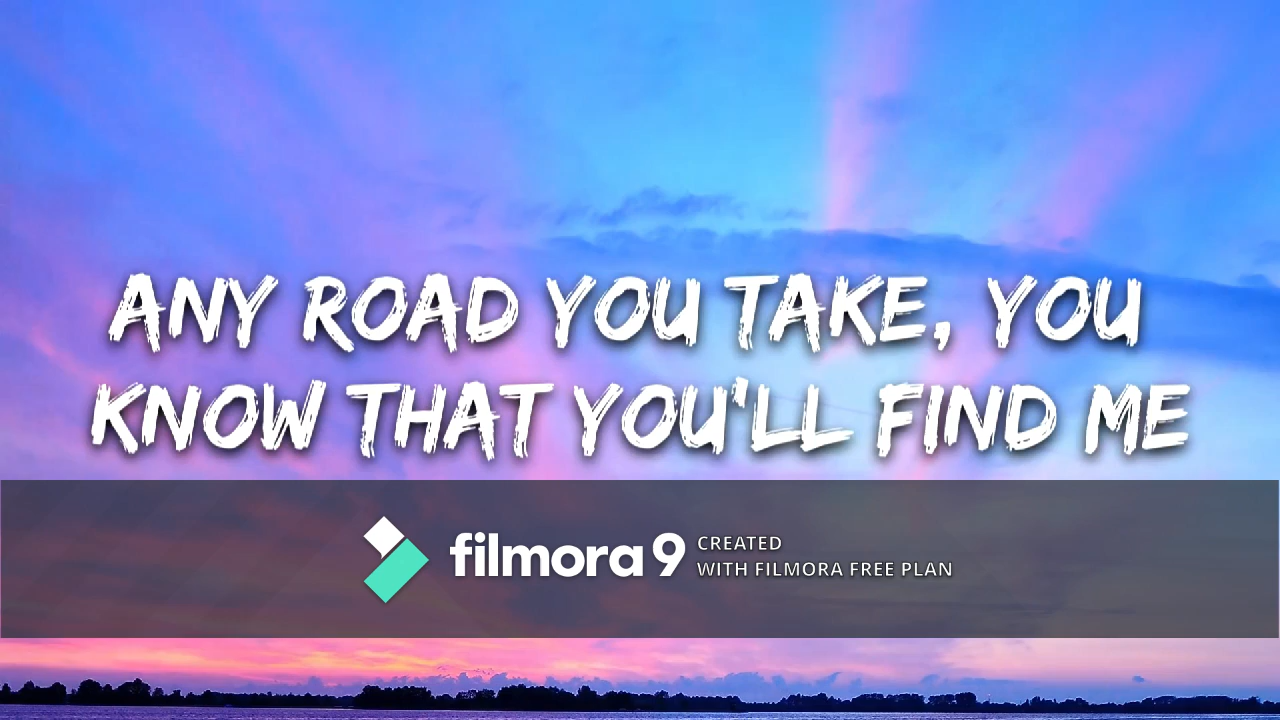 ANY ROAD YOU TAKE, YOU
KNOW THAT YOU'LL FIND ME
filmora 9
CREATED
WITH FILMORA FREE PLAN